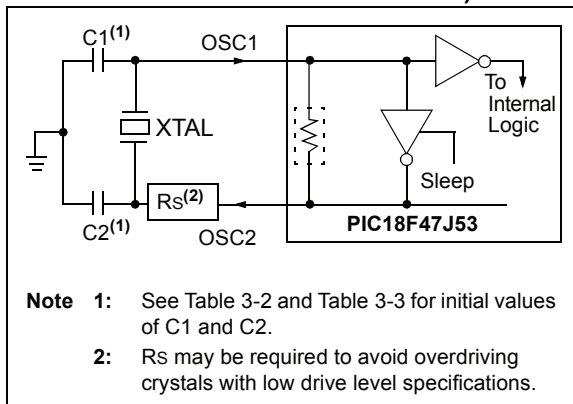 C1(1)
OSC1
XTAL
To
Internal
Logic
Sleep
RS(2)
C2(1)
OSC2
PIC18F47J53
Note 1: See Table 3-2 and Table 3-3 for initial values
of C1 and C2.
2: RS may be required to avoid overdriving
crystals with low drive level specifications.